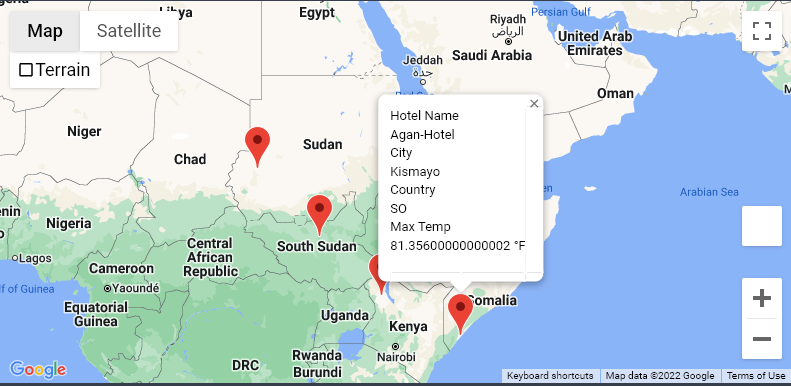 Map
Satellite
Terrain
Libya
Egypt
Persian Gulf
Riyadh
الرياض
United Arab
Emirates
Saudi Arabia
Jeddah
جدة
Oman
Hotel Name
Agan-Hotel
City
Kismayo
Country
SO
Max Temp
81.35600000000002 °F
Niger
Chad
Sudan
Arabian Sea
Nigeria
Lagos
South Sudan
Central
African
Republic
Cameroon
Yaoundé
Gulf of Guinea
Equatorial
Guinea
Uganda
Kenya
Nairobi
Somalia
DRC
Rwanda
Burundi
Google
Keyboard shortcuts
Map data ©2022 Google
Terms of Use